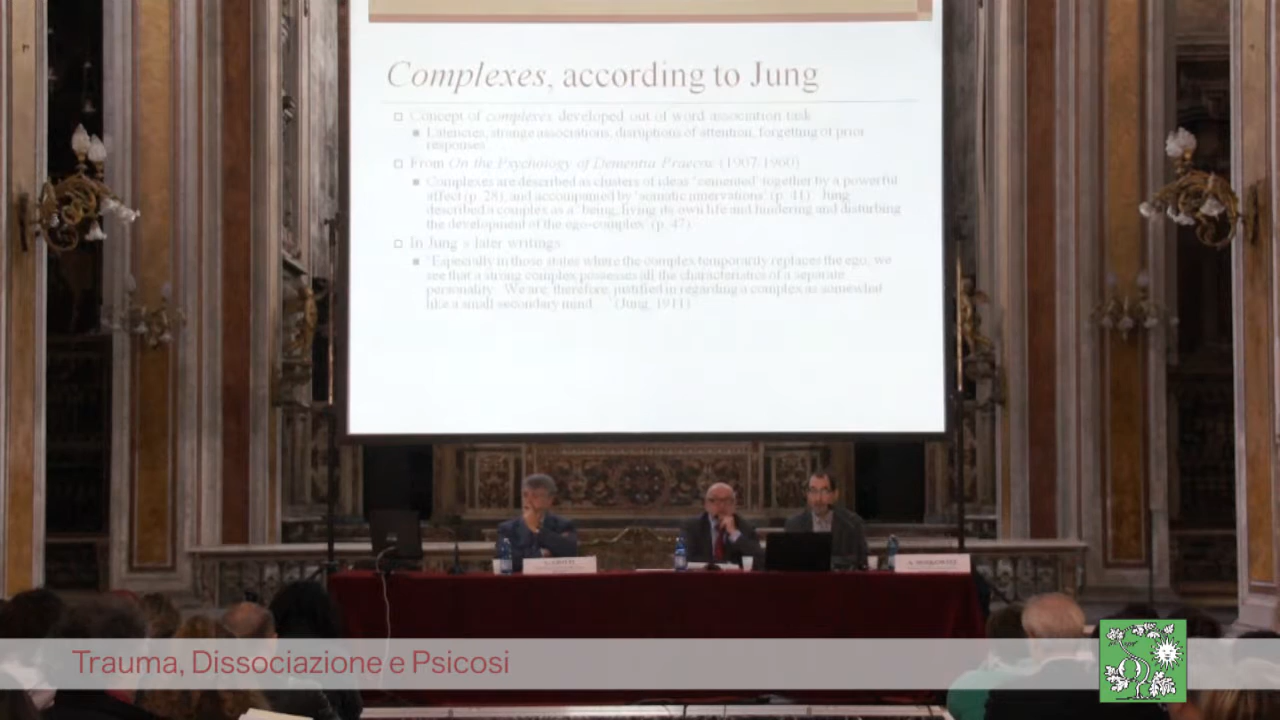 Complexes, according to Jung
Concept of complexes developed out of word association task
Latencies, strange associations, disruptions of attention, forgetting of prior
responses
From On the Psychology of Dementia Praecox (1907/1960)
Complexes are described as clusters of ideas "cemented" together by a powerful
affect (p. 28), and accompanied by "somatic innervations" (p. 41). Jung
described a complex as a "being, living its own life and hindering and disturbing
the development of the ego-complex" (p. 47).
In Jung's later writings
"Especially in those states where the complex temporarily replaces the ego, we
see that a strong complex possesses all the characteristics of a separate
personality. We are, therefore, justified in regarding a complex as somewhat
like a small secondary mind." (Jung, 1911)
A. MOSKOWITZ
Trauma, Dissociazione e Psicosi